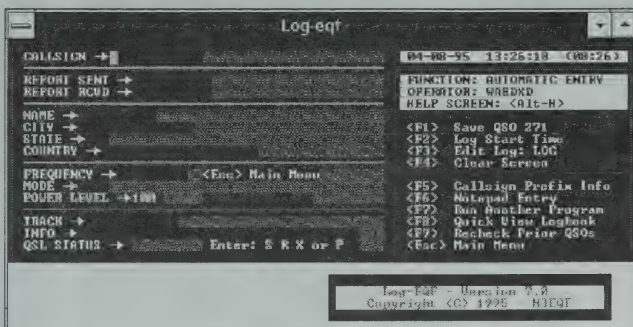 Log-eqf
CALLSIGN →
REPORT SENT →
REPORT RCVD →
NAME →
CITY →
STATE →
COUNTRY →
FREQUENCY → <Esc> Main Menu
MODE →
POWER LEVEL →100
TRACK →
INFO →
QSL STATUS → Enter: S R X or P
04-08-95 13:26:18 (08:26)
FUNCTION: AUTOMATIC ENTRY
OPERATOR: WA8DXD
HELP SCREEN: <Alt-H>
<F1> Save QSO 271
<F2> Log Start Time
<F3> Edit Log: LOG
<F4> Clear Screen
<F5> Callsign Prefix Info
<F6> Notepad Entry
<F7> Run Another Program
<F8> Quick View Logbook
<F9> Recheck Prior QSOs
<Esc> Main Menu
Log-EQF - Version 7.0
Copyright (C) 1995 N3EQF